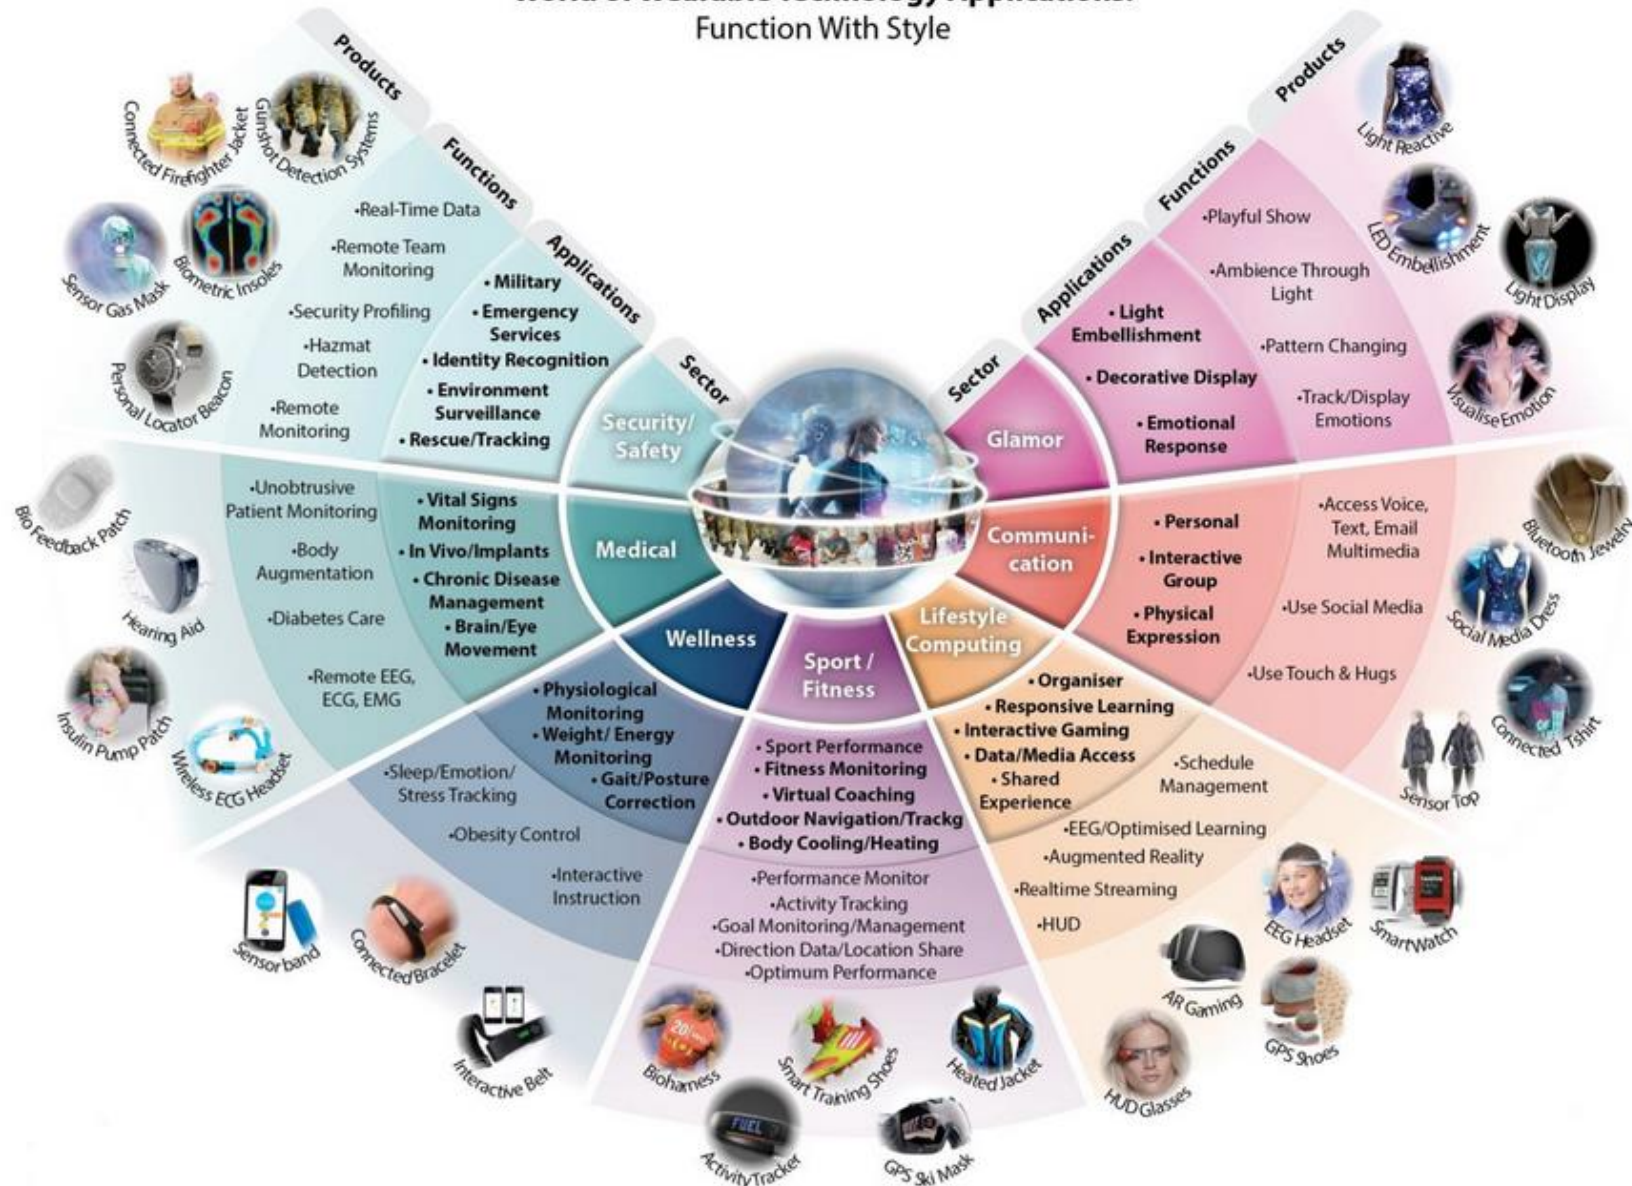 World of Wearable Technology Applications:
Function With Style
Products
Functions
Applications
Sector
Security/
Safety
• Military
• Emergency
Services
• Identity Recognition
• Environment
Surveillance
• Rescue/Tracking
•Real-Time Data
•Remote Team
Monitoring
•Security Profiling
•Hazmat
Detection
•Remote
Monitoring
Connected Firefighter Jacket
Gunshot Detection Systems
Sensor Gas Mask
Biometric Insoles
Personal Locator Beacon
Medical
• Vital Signs
Monitoring
• In Vivo/Implants
• Chronic Disease
Management
• Brain/Eye
Movement
•Unobtrusive
Patient Monitoring
•Body
Augmentation
•Diabetes Care
•Remote EEG,
ECG, EMG
Bio Feedback Patch
Hearing Aid
Insulin Pump Patch
Wireless ECG Headset
Wellness
• Physiological
Monitoring
• Weight/ Energy
Monitoring
• Gait/Posture
Correction
•Sleep/Emotion/
Stress Tracking
•Obesity Control
•Interactive
Instruction
Sensor band
Connected Bracelet
Interactive Belt
Sport /
Fitness
• Sport Performance
• Fitness Monitoring
• Virtual Coaching
• Outdoor Navigation/Trackg
• Body Cooling/Heating
•Performance Monitor
•Activity Tracking
•Goal Monitoring/Management
•Direction Data/Location Share
•Optimum Performance
Bioharness
Smart Training Shoes
Heated Jacket
FUEL
Activity Tracker
GPS Ski Mask
Lifestyle
Computing
• Organiser
• Responsive Learning
• Interactive Gaming
• Data/Media Access
• Shared
Experience
•Schedule
Management
•EEG/Optimised Learning
•Augmented Reality
•Realtime Streaming
•HUD
EEG Headset
SmartWatch
AR Gaming
GPS Shoes
HUD Glasses
Communi-
cation
• Personal
• Interactive
Group
• Physical
Expression
•Access Voice,
Text, Email
Multimedia
•Use Social Media
•Use Touch & Hugs
Bluetooth Jewelry
Social Media Dress
Connected Tshirt
Sensor Top
Products
Functions
Applications
Sector
Glamor
• Light
Embellishment
• Decorative Display
• Emotional
Response
•Playful Show
•Ambience Through
Light
•Pattern Changing
•Track/Display
Emotions
Light Reactive
LED Embellishment
Light Display
Visualise Emotion